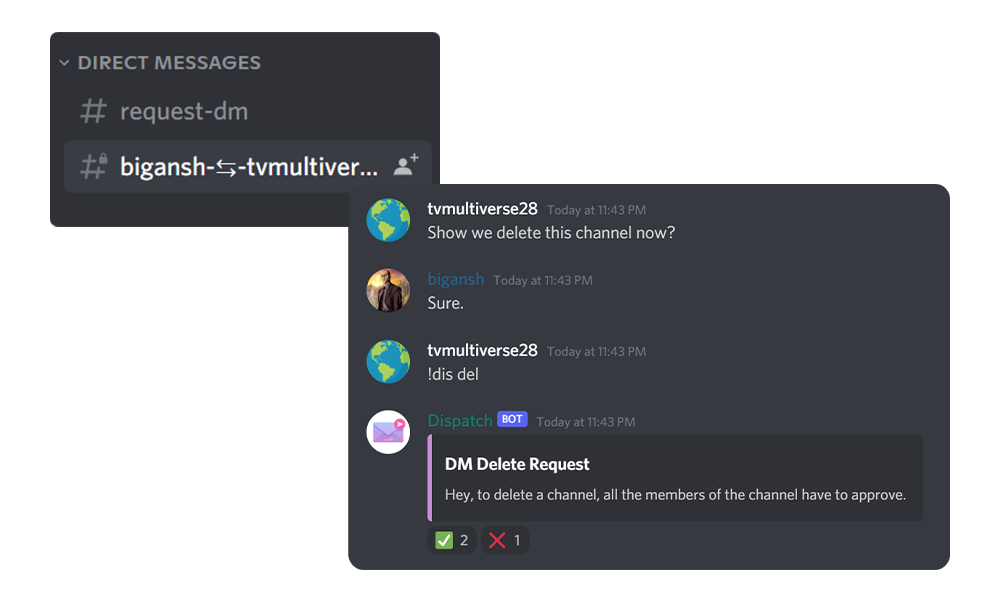 DIRECT MESSAGES
# request-dm
# bigansh-⇆-tvmultiver...
tvmultiverse28 Today at 11:43 PM
Show we delete this channel now?
bigansh Today at 11:43 PM
Sure.
tvmultiverse28 Today at 11:43 PM
!dis del
Dispatch BOT Today at 11:43 PM
DM Delete Request
Hey, to delete a channel, all the members of the channel have to approve.
✅ 2 ❌ 1